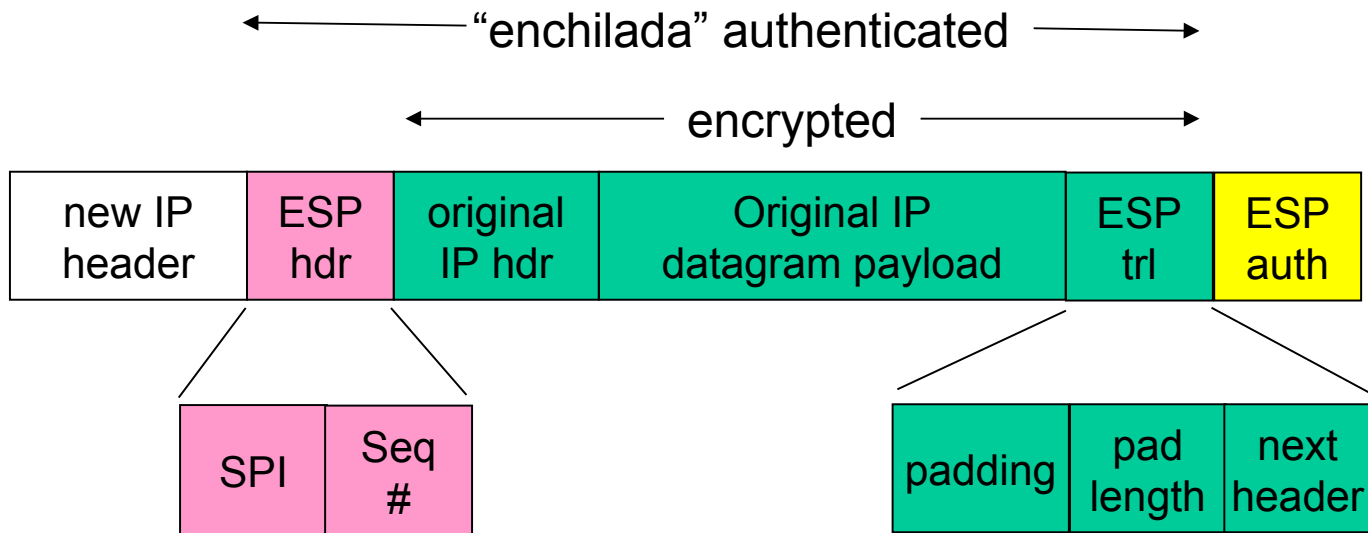 “enchilada” authenticated
encrypted
new IP
header
ESP
hdr
original
IP hdr
Original IP
datagram payload
ESP
trl
ESP
auth
SPI
Seq
#
padding
pad
length
next
header